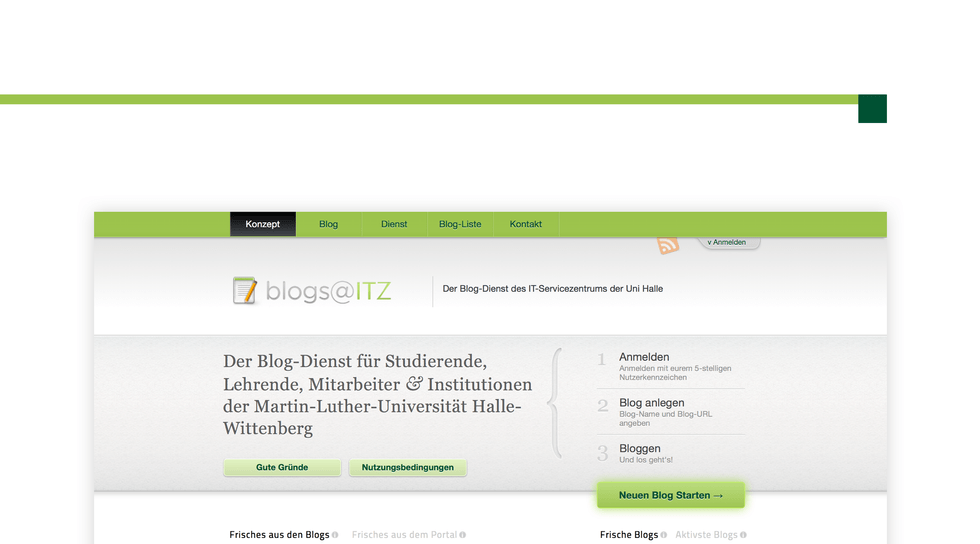 Konzept Blog Dienst Blog-Liste Kontakt
v Anmelden
blogs@ITZ
Der Blog-Dienst des IT-Servicezentrums der Uni Halle
Der Blog-Dienst für Studierende,
Lehrende, Mitarbeiter & Institutionen
der Martin-Luther-Universität Halle-
Wittenberg
Gute Gründe Nutzungsbedingungen
1 Anmelden
Anmelden mit eurem 5-stelligen
Nutzerkennzeichen
2 Blog anlegen
Blog-Name und Blog-URL
angeben
3 Bloggen
Und los geht's!
Neuen Blog Starten →
Frisches aus den Blogs Frisches aus dem Portal
Frische Blogs Aktivste Blogs